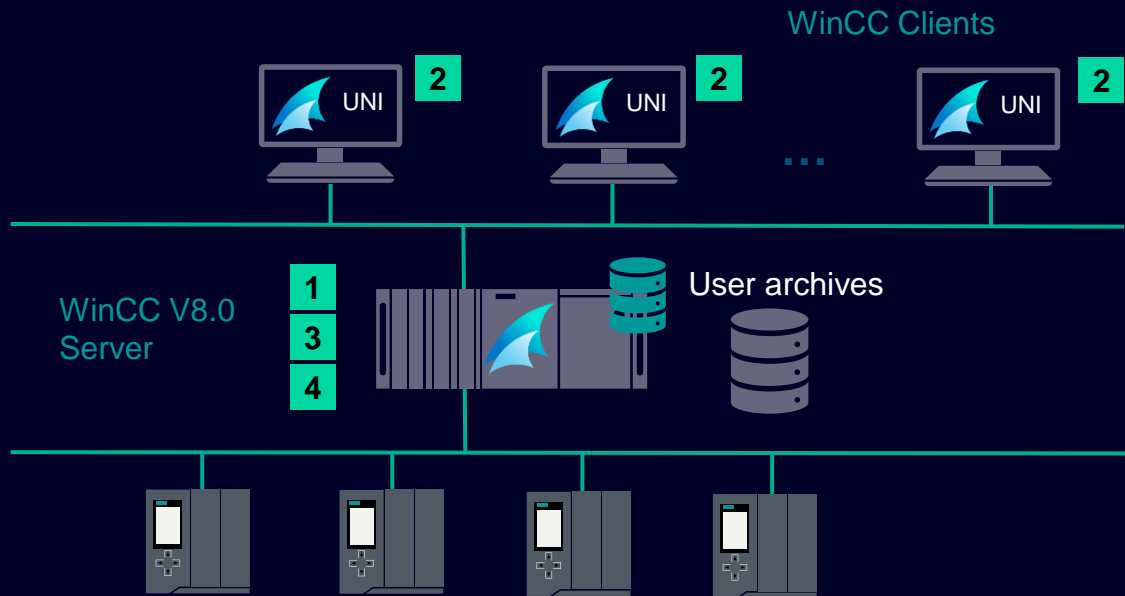 WinCC Clients
2
2
2
UNI
UNI
UNI
...
1
User archives
WinCC V8.0
Server
3
4